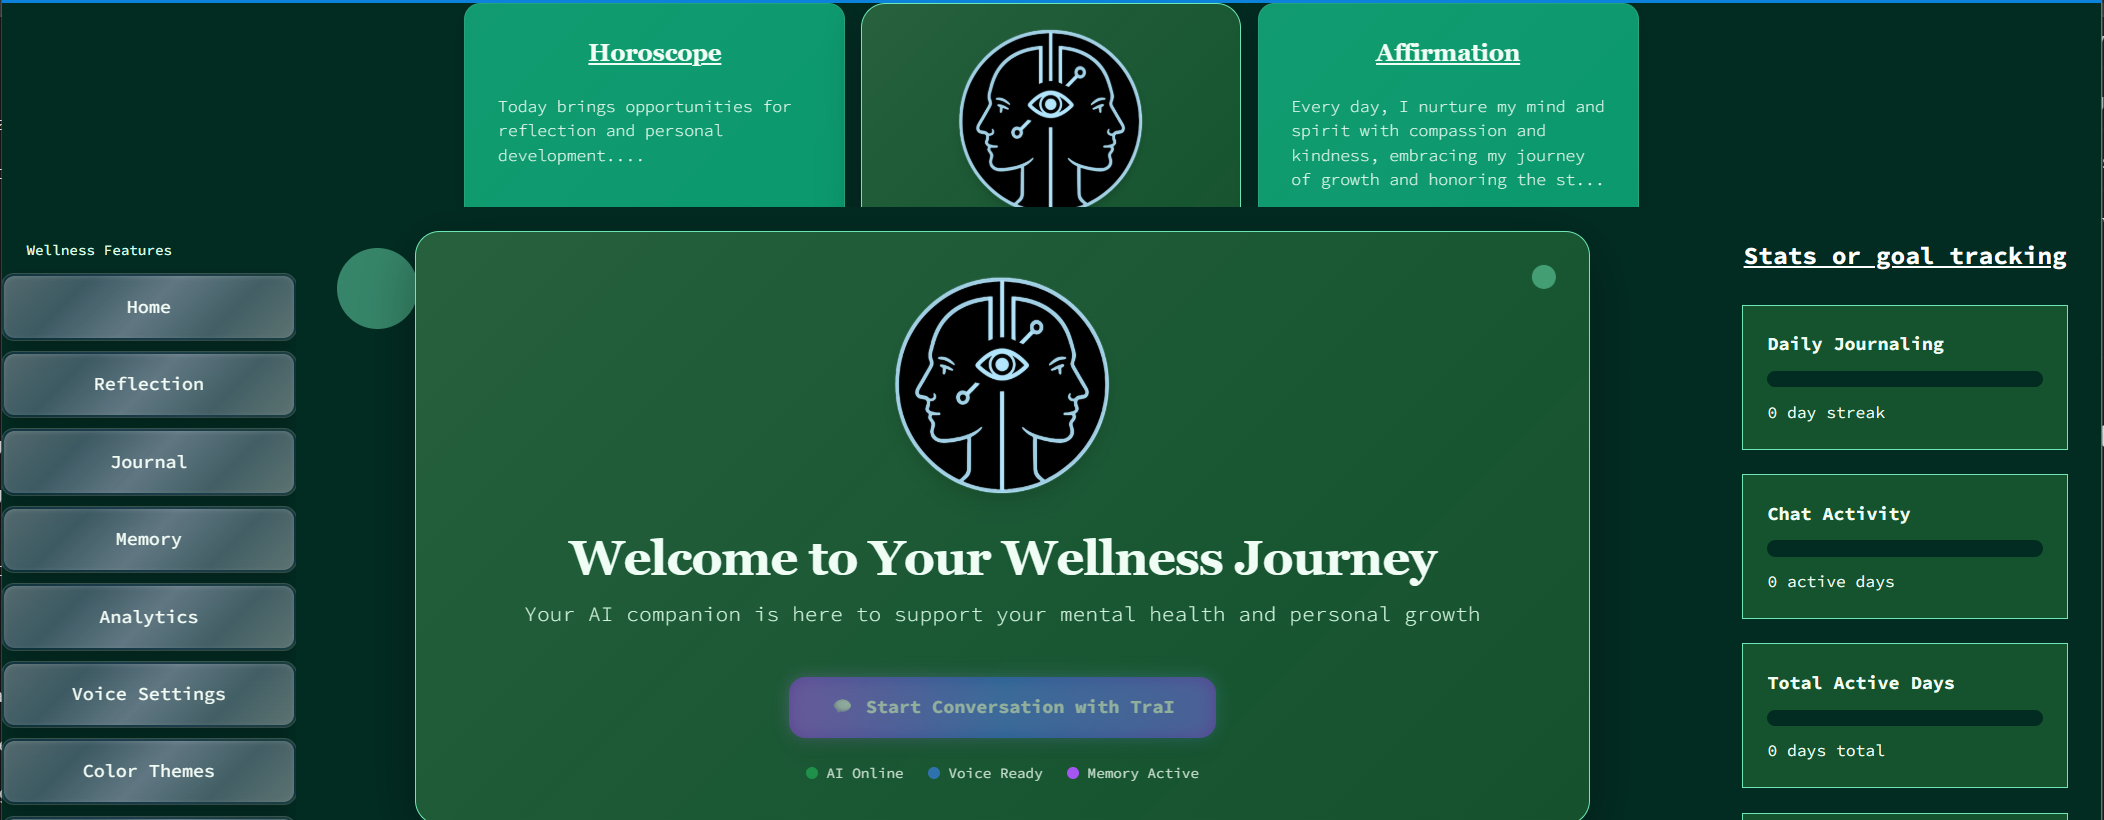 Horoscope
Today brings opportunities for
reflection and personal
development....
Affirmation
Every day, I nurture my mind and
spirit with compassion and
kindness, embracing my journey
of growth and honoring the st...
Wellness Features
Home
Reflection
Journal
Memory
Analytics
Voice Settings
Color Themes
Welcome to Your Wellness Journey
Your AI companion is here to support your mental health and personal growth
Start Conversation with TraI
AI Online
Voice Ready
Memory Active
Stats or goal tracking
Daily Journaling
0 day streak
Chat Activity
0 active days
Total Active Days
0 days total